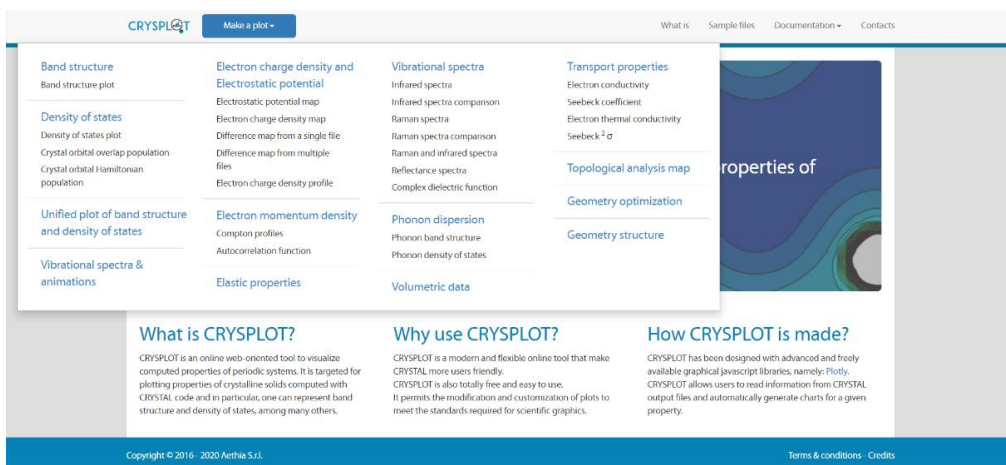 CRYSPLOT
Make a plot
What is
Sample files
Documentation
Contacts
Band structure
Band structure plot
Density of states
Density of states plot
Crystal orbital overlap population
Crystal orbital Hamiltonian
population
Unified plot of band structure
and density of states
Vibrational spectra &
animations
Electron charge density and
Electrostatic potential
Electrostatic potential map
Electron charge density map
Difference map from a single file
Difference map from multiple
files
Electron charge density profile
Electron momentum density
Compton profiles
Autocorrelation function
Elastic properties
Vibrational spectra
Infrared spectra
Infrared spectra comparison
Raman spectra
Raman spectra comparison
Raman and infrared spectra
Reflectance spectra
Complex dielectric function
Phonon dispersion
Phonon band structure
Phonon density of states
Volumetric data
Transport properties
Electron conductivity
Seebeck coefficient
Electron thermal conductivity
Seebeck ² σ
Topological analysis map
Geometry optimization
Geometry structure
roperties of
What is CRYSPLOT?
CRYSPLOT is an online web-oriented tool to visualize
computed properties of periodic systems. It is targeted for
plotting properties of crystalline solids computed with
CRYSTAL code and in particular, one can represent band
structure and density of states, among many others.
Why use CRYSPLOT?
CRYSPLOT is a modern and flexible online tool that make
CRYSTAL more users friendly.
CRYSPLOT is also totally free and easy to use.
It permits the modification and customization of plots to
meet the standards required for scientific graphics.
How CRYSPLOT is made?
CRYSPLOT has been designed with advanced and freely
available graphical javascript libraries, namely: Plotly.
CRYSPLOT allows users to read information from CRYSTAL
output files and automatically generate charts for a given
property.
Copyright © 2016 - 2020 Aethia S.r.l.
Terms & conditions - Credits